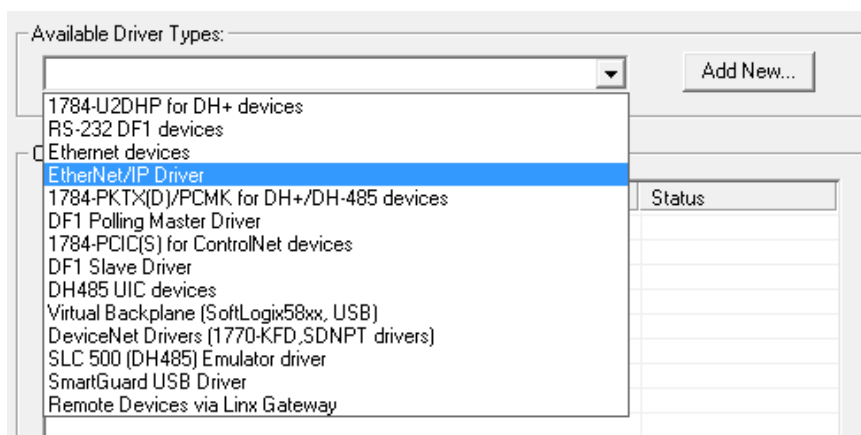 Available Driver Types:
Add New...
1784-U2DHP for DH+ devices
RS-232 DF1 devices
Ethernet devices
EtherNet/IP Driver
1784-PKTX(D)/PCMK for DH+/DH-485 devices
Status
DF1 Polling Master Driver
1784-PCIC(S) for ControlNet devices
DF1 Slave Driver
DH485 UIC devices
Virtual Backplane (SoftLogix58xx, USB)
DeviceNet Drivers (1770-KFD,SDNPT drivers)
SLC 500 (DH485) Emulator driver
SmartGuard USB Driver
Remote Devices via Linx Gateway